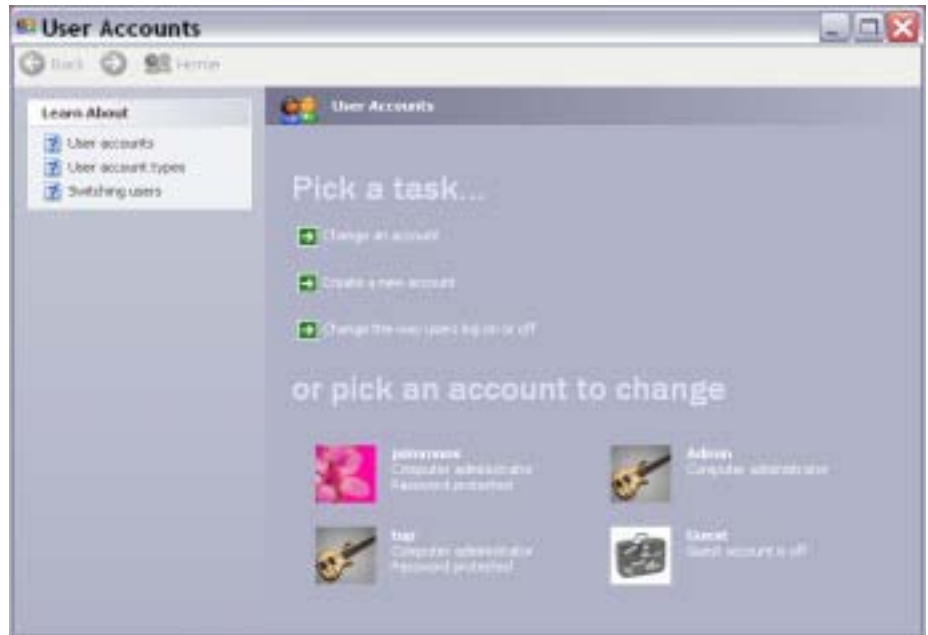 User Accounts
Back Home
Learn About
User accounts
User account types
Switching users
User Accounts
Pick a task...
Change an account
Create a new account
Change the way users log on or off
or pick an account to change
Computer administrator
Password protected
Admin
Computer administrator
Computer administrator
Password protected
Guest
Guest account is off